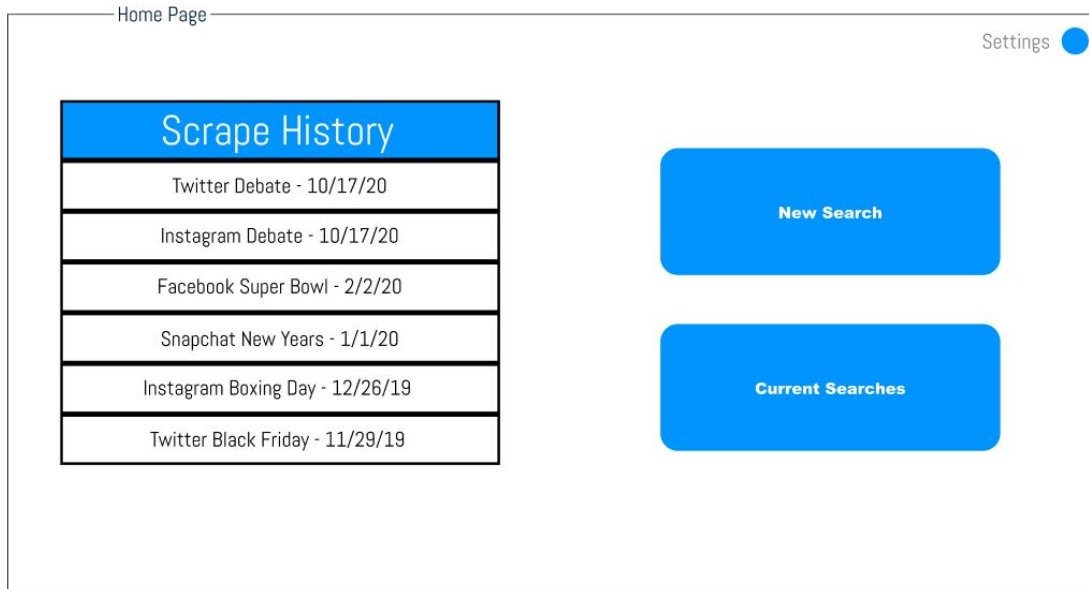 Home Page
Settings
Scrape History
Twitter Debate - 10/17/20
Instagram Debate - 10/17/20
Facebook Super Bowl - 2/2/20
Snapchat New Years - 1/1/20
Instagram Boxing Day - 12/26/19
Twitter Black Friday - 11/29/19
New Search
Current Searches